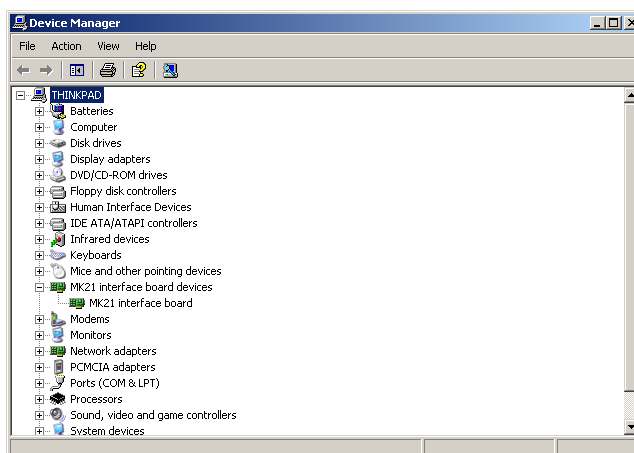 Device Manager
File Action View Help
THINKPAD
Batteries
Computer
Disk drives
Display adapters
DVD/CD-ROM drives
Floppy disk controllers
Human Interface Devices
IDE ATA/ATAPI controllers
Infrared devices
Keyboards
Mice and other pointing devices
MK21 interface board devices
MK21 interface board
Modems
Monitors
Network adapters
PCMCIA adapters
Ports (COM & LPT)
Processors
Sound, video and game controllers
System devices